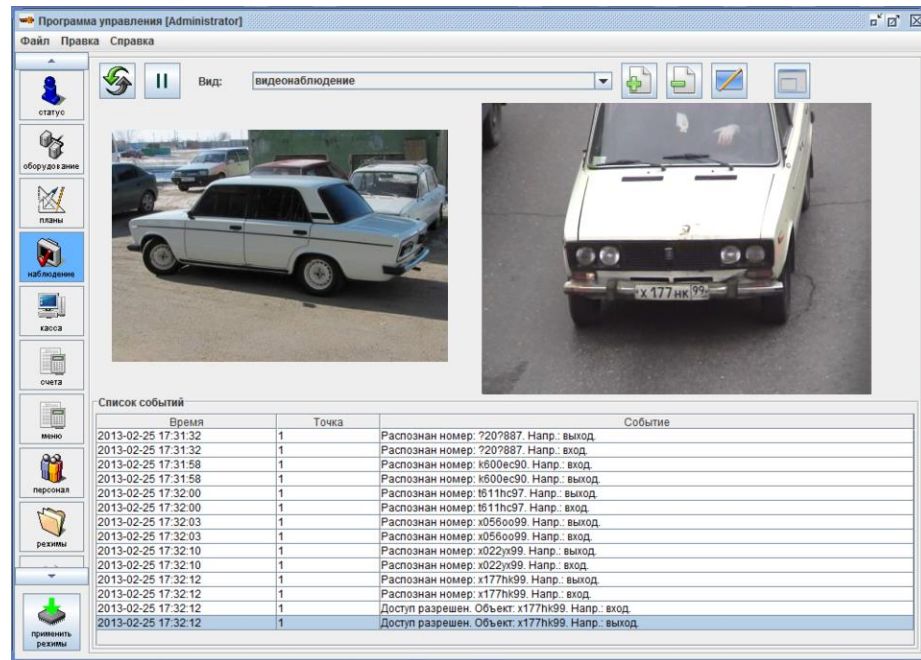 Программа управления [Administrator]
Файл Правка Справка
Вид: видеонаблюдение
статус
оборудование
планы
наблюдение
касса
счета
меню
персонал
режимы
применить
режимы
х 177 нк 99
Список событий
Время Точка Событие
2013-02-25 17:31:32 1 Распознан номер: ?20?887. Напр.: выход.
2013-02-25 17:31:32 1 Распознан номер: ?20?887. Напр.: вход.
2013-02-25 17:31:58 1 Распознан номер: k600ec90. Напр.: вход.
2013-02-25 17:31:58 1 Распознан номер: k600ec90. Напр.: выход.
2013-02-25 17:32:00 1 Распознан номер: t611hc97. Напр.: выход.
2013-02-25 17:32:00 1 Распознан номер: t611hc97. Напр.: вход.
2013-02-25 17:32:03 1 Распознан номер: x056oo99. Напр.: выход.
2013-02-25 17:32:03 1 Распознан номер: x056oo99. Напр.: вход.
2013-02-25 17:32:10 1 Распознан номер: x022yx99. Напр.: выход.
2013-02-25 17:32:10 1 Распознан номер: x022yx99. Напр.: вход.
2013-02-25 17:32:12 1 Распознан номер: x177hk99. Напр.: выход.
2013-02-25 17:32:12 1 Распознан номер: x177hk99. Напр.: вход.
2013-02-25 17:32:12 1 Доступ разрешен. Объект: x177hk99. Напр.: вход.
2013-02-25 17:32:12 1 Доступ разрешен. Объект: x177hk99. Напр.: выход.